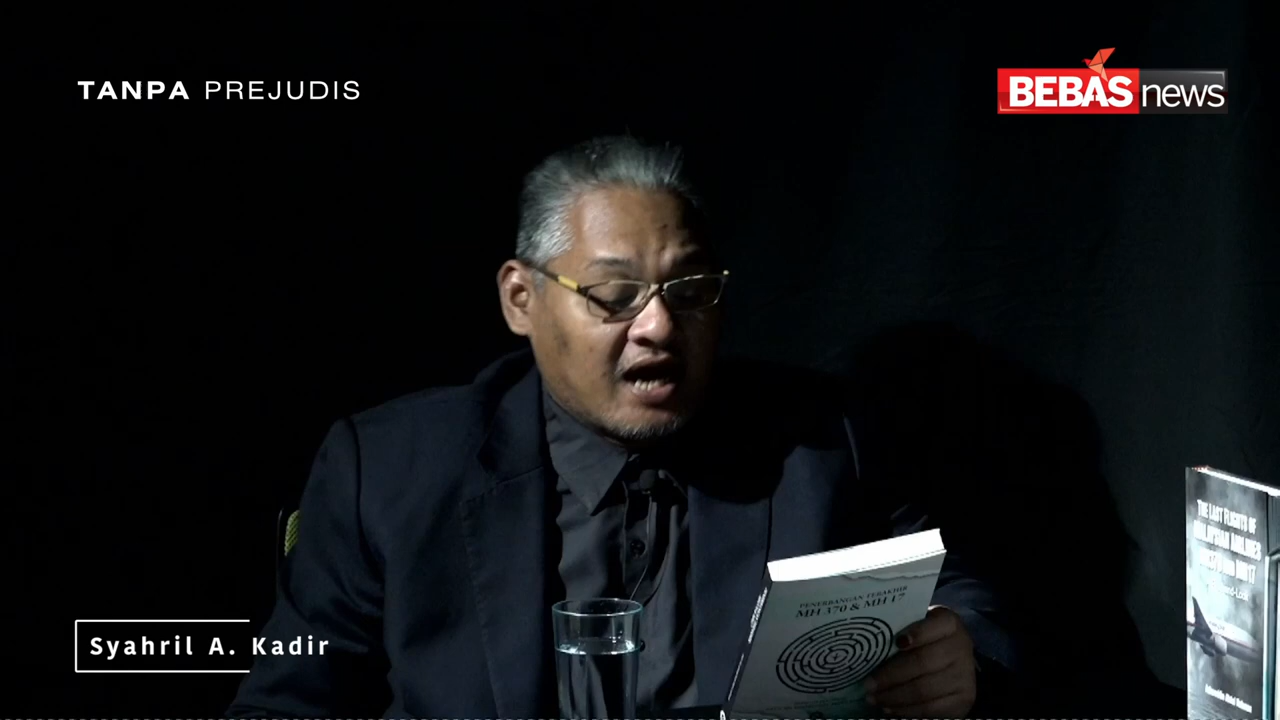 TANPA PREJUDIS
BEBAS news
PENERBANGAN TERAKHIR
MH 370 & MH 17
THE LAST FLIGHTS OF
MALAYSIAN AIRLINES
Syahril A. Kadir